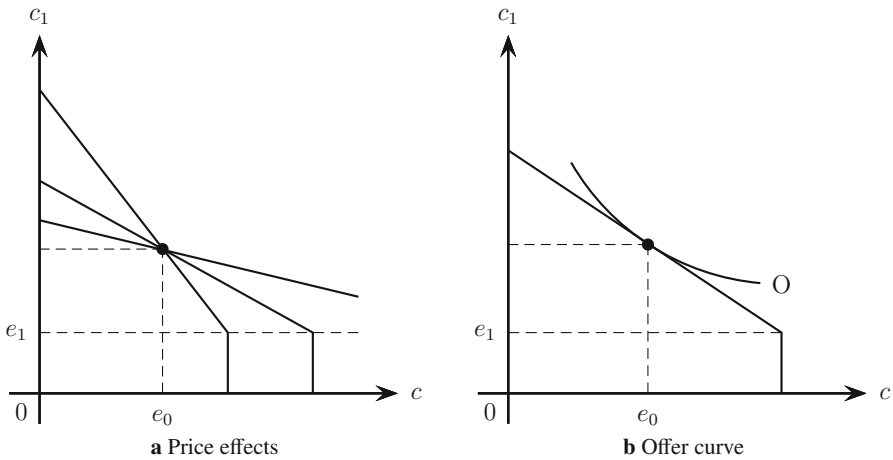 c₁
e₁
0
e₀
c
a Price effects
c₁
O
e₁
0
e₀
c
b Offer curve